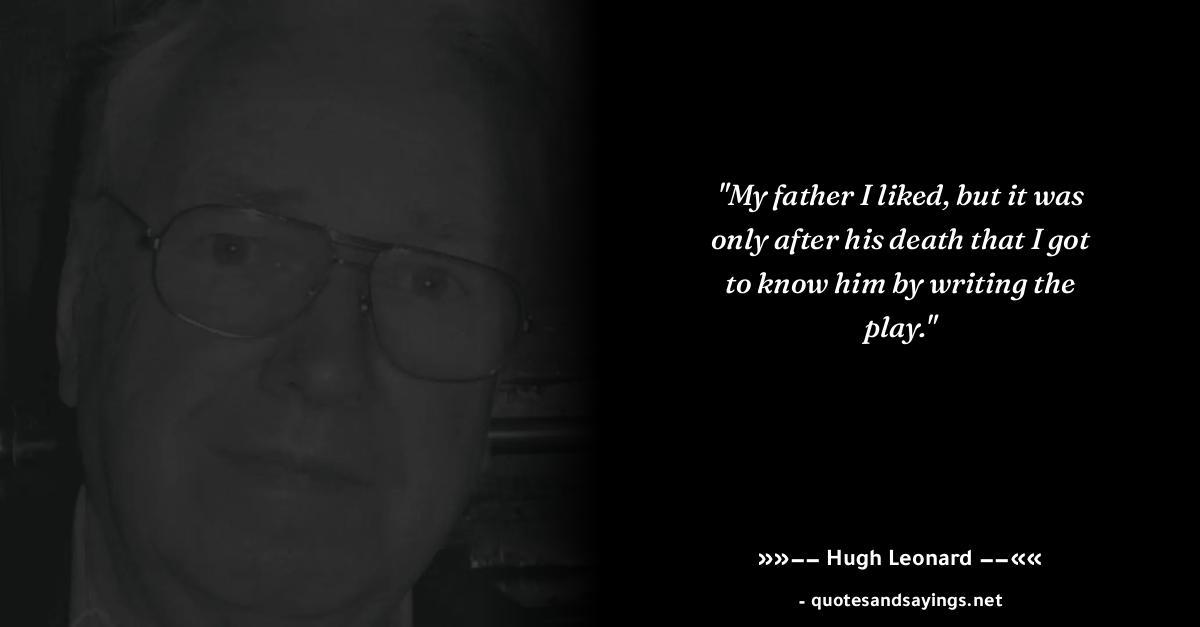 "My father I liked, but it was
only after his death that I got
to know him by writing the
play."
»»−− Hugh Leonard −−««
- quotesandsayings.net